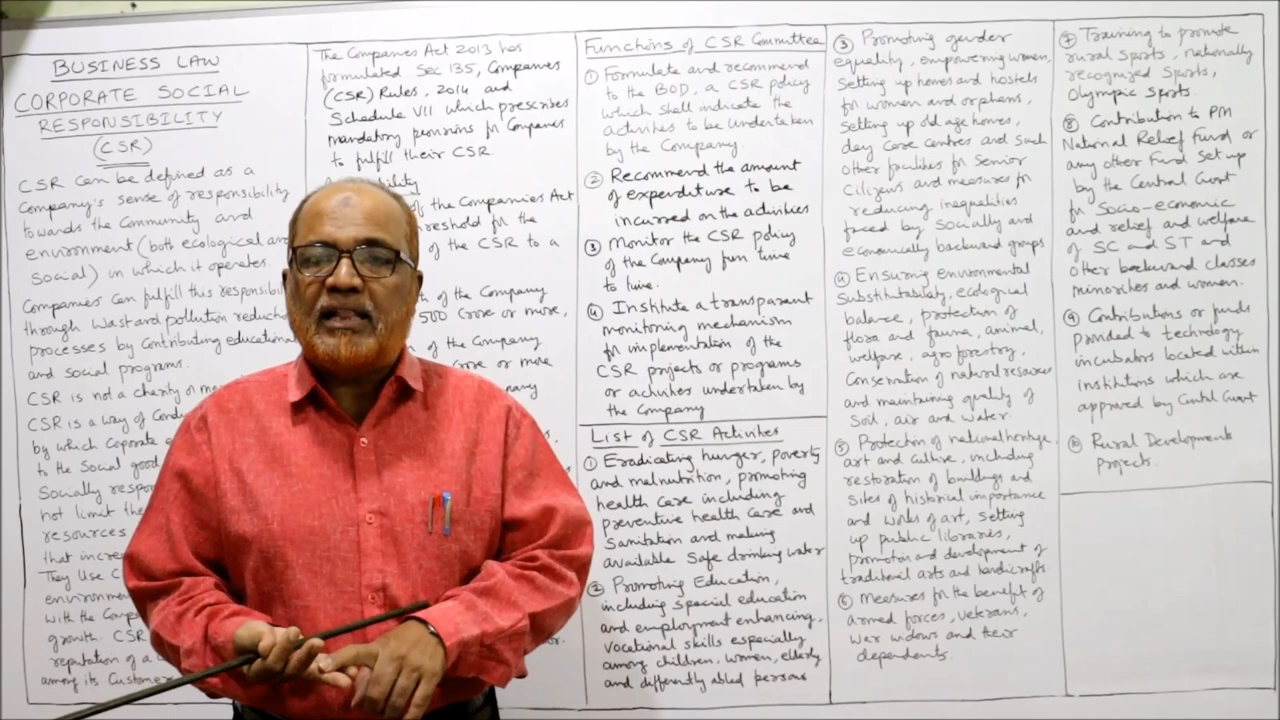 BUSINESS LAW
CORPORATE SOCIAL
RESPONSIBILITY
(CSR)
CSR can be defined as a
Company's sense of responsibility
towards the Community and
environment (both ecological and
Social) in which it operates.
Companies can fulfill this responsibi
through Wast and pollution reduc
processes by Contributing educational
and Social programs.
CSR is not a charity or me
CSR is a way of Condu
by which Coporate
to the Social good
Socially respon
not limit the
resources
that incre
They Use C
environmen
with the Comp
growth. CSR
reputation of a
among its Customer
The Companies Act 2013 has
formulated Sec 135, Companies
(CSR) Rules, 2014 and
Schedule VII which prescribes
mandatory provisions for Companies
to fulfill their CSR.
of the Companies Act
threshold for the
of the CSR to a
of the Company
500 Crore or more,
of the Company
crore or more
Functions of CSR Committee
① Formulate and recommend
to the BOD, a CSR policy
which shall indicate the
activities to be undertaken
by the Company.
② Recommend the amount
of expenditure to be
incurred on the activities
③ Monitor the CSR policy
of the Company from time
to time.
④ Institute a transparent
monitoring mechanism
for implementation of the
CSR projects or programs
or activities undertaken by
the Company
List of CSR Activities
① Eradicating hunger, poverty
and malnutrition, promoting
health care including
preventive health care and
Sanitation and making
available safe drinking water
② Promoting Education,
including special education
and employment enhancing,
vocational skills especially
among children, women, elderly
and differently abled persons
③ Promoting gender
equality, empowering women,
Setting up homes and hostels
for women and orphans,
Setting up old age homes,
day care centres and such
other facilities for Senior
Citizens and measures for
reducing inequalities
faced by Socially and
economically backward groups
④ Ensuring environmental
Substitutability, ecological
balance, protection of
flora and fauna, animal,
welfare, agro forestry,
Conservation of natural resources
and maintaining quality of
Soil, air and water.
⑤ Protection of national heritage,
art and culture, including
restoration of buildings and
Sites of historical importance
and works of art, Setting
up public libraries,
promotion and development of
traditional arts and handicrafts
⑥ Measures for the benefit of
armed forces, veterans,
war widows and their
dependents.
⑦ Training to promote
rural Sports, nationally
recognized Sports,
Olympic Sports.
⑧ Contribution to PM
National Relief Fund or
any other Fund Set up
by the Central Govt
for Socio-economic
and relief and welfare
of SC and ST and
other backward classes
minorities and women.
⑨ Contributions or funds
provided to technology
incubators located within
institutions which are
approved by Central Govt
⑩ Rural Development
projects.